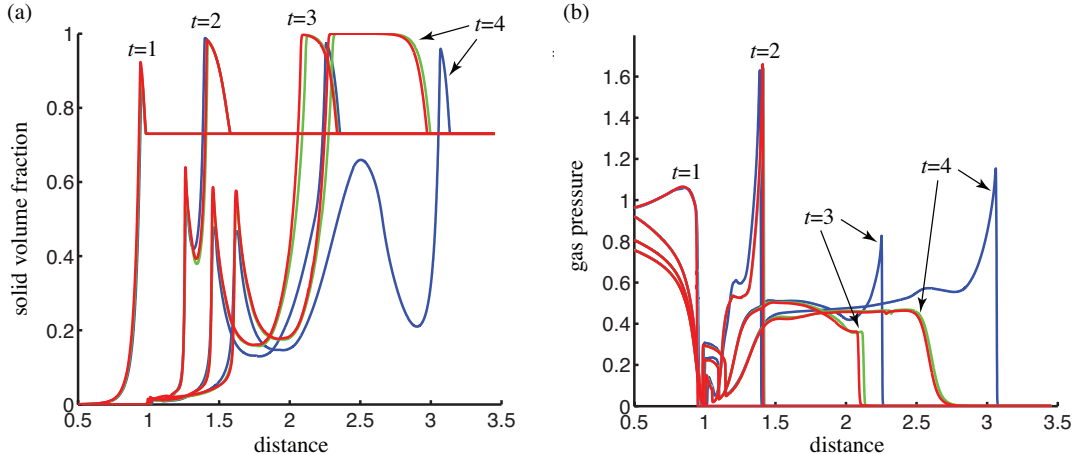 (a)
t=1
t=2
t=3
t=4
1
0.8
0.6
0.4
0.2
0
solid volume fraction
0.5
1
1.5
2
2.5
3
3.5
distance
(b)
t=1
t=2
t=3
t=4
1.6
1.4
1.2
1
0.8
0.6
0.4
0.2
0
gas pressure
0.5
1
1.5
2
2.5
3
3.5
distance